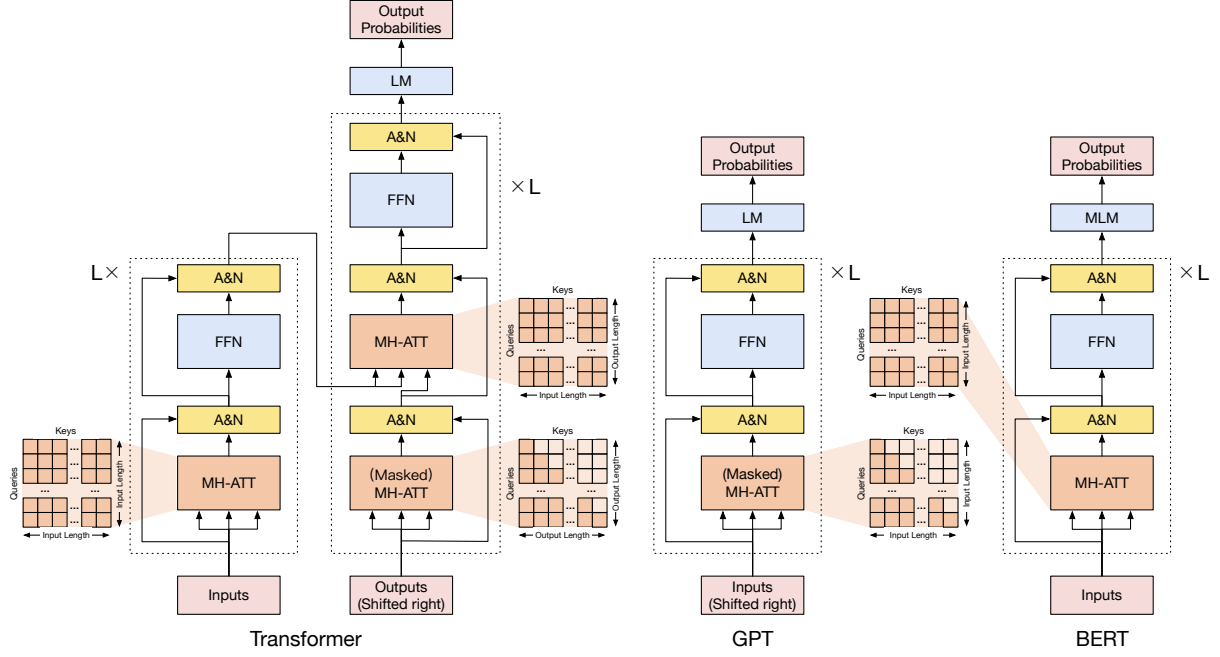 Output
Probabilities
LM
A&N
FFN
× L
A&N
MH-ATT
Keys
Queries
...
...
...
...
...
Output Length
Input Length
A&N
(Masked)
MH-ATT
Keys
Queries
...
...
...
...
...
Output Length
Output Length
Outputs
(Shifted right)
L ×
A&N
FFN
A&N
MH-ATT
Keys
Queries
...
...
...
...
...
Input Length
Input Length
Inputs
Transformer
Output
Probabilities
LM
× L
A&N
FFN
A&N
(Masked)
MH-ATT
Keys
Queries
...
...
...
...
...
Input Length
Input Length
Inputs
(Shifted right)
GPT
Output
Probabilities
MLM
× L
A&N
FFN
A&N
MH-ATT
Keys
Queries
...
...
...
...
...
Input Length
Input Length
Inputs
BERT